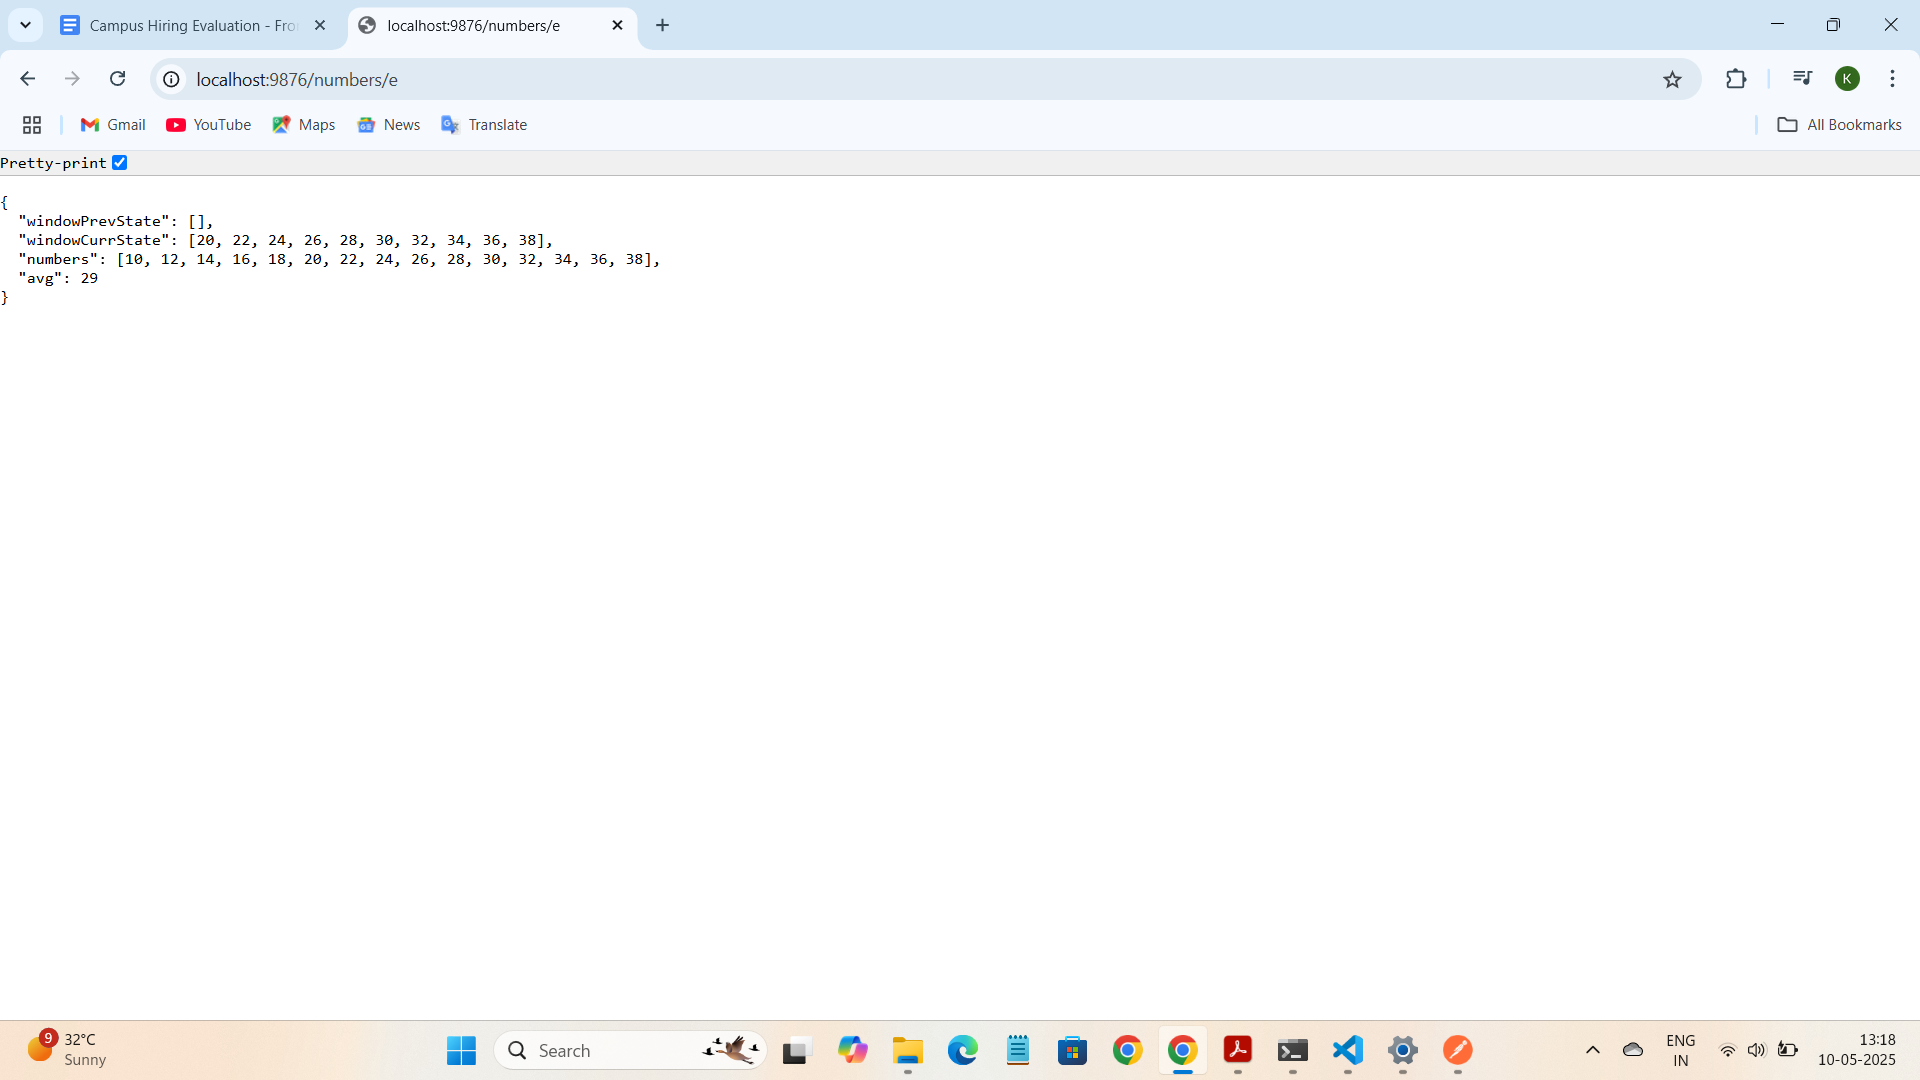 Campus Hiring Evaluation - Fro
localhost:9876/numbers/e
localhost:9876/numbers/e
K
Gmail
YouTube
Maps
News
Translate
All Bookmarks
Pretty-print
{
"windowPrevState": [],
"windowCurrState": [20, 22, 24, 26, 28, 30, 32, 34, 36, 38],
"numbers": [10, 12, 14, 16, 18, 20, 22, 24, 26, 28, 30, 32, 34, 36, 38],
"avg": 29
}
9
32°C
Sunny
Search
ENG
IN
13:18
10-05-2025